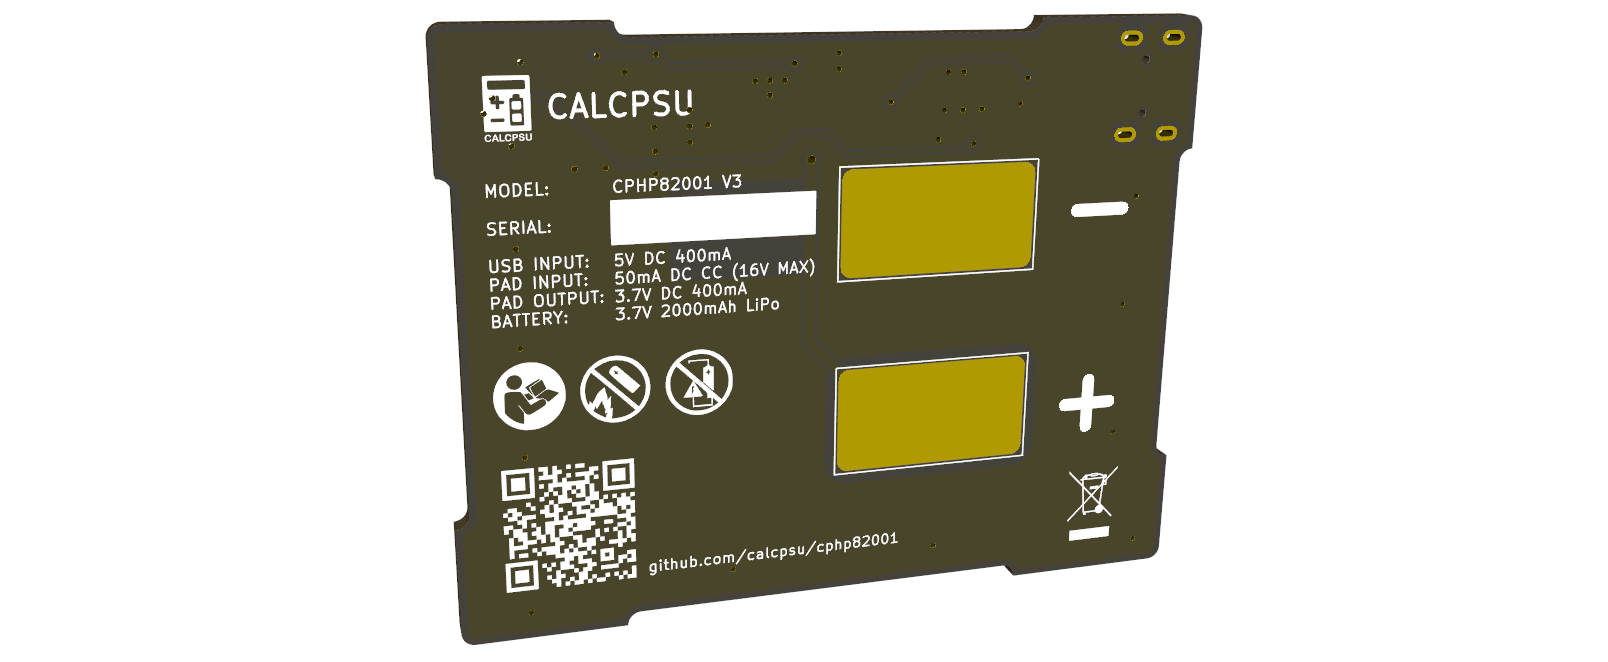 CALCPSU
CALCPSU
MODEL: CPHP82001 V3
SERIAL:
USB INPUT: 5V DC 400mA
PAD INPUT: 50mA DC CC (16V MAX)
PAD OUTPUT: 3.7V DC 400mA
BATTERY: 3.7V 2000mAh LiPo
github.com/calcpsu/cphp82001